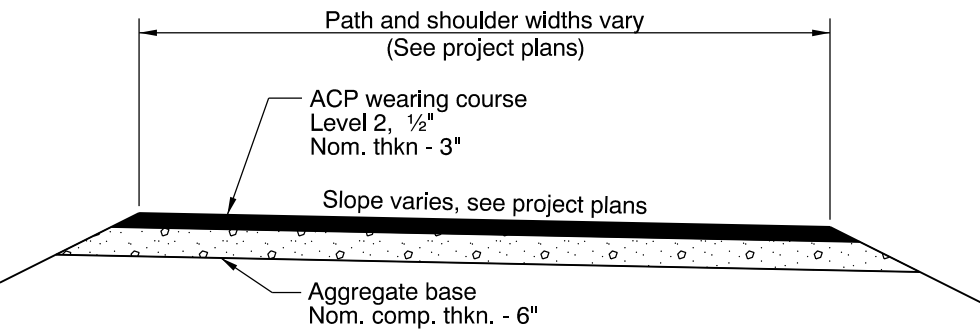 Path and shoulder widths vary
(See project plans)
ACP wearing course
Level 2, ½"
Nom. thkn - 3"
Slope varies, see project plans
Aggregate base
Nom. comp. thkn. - 6"